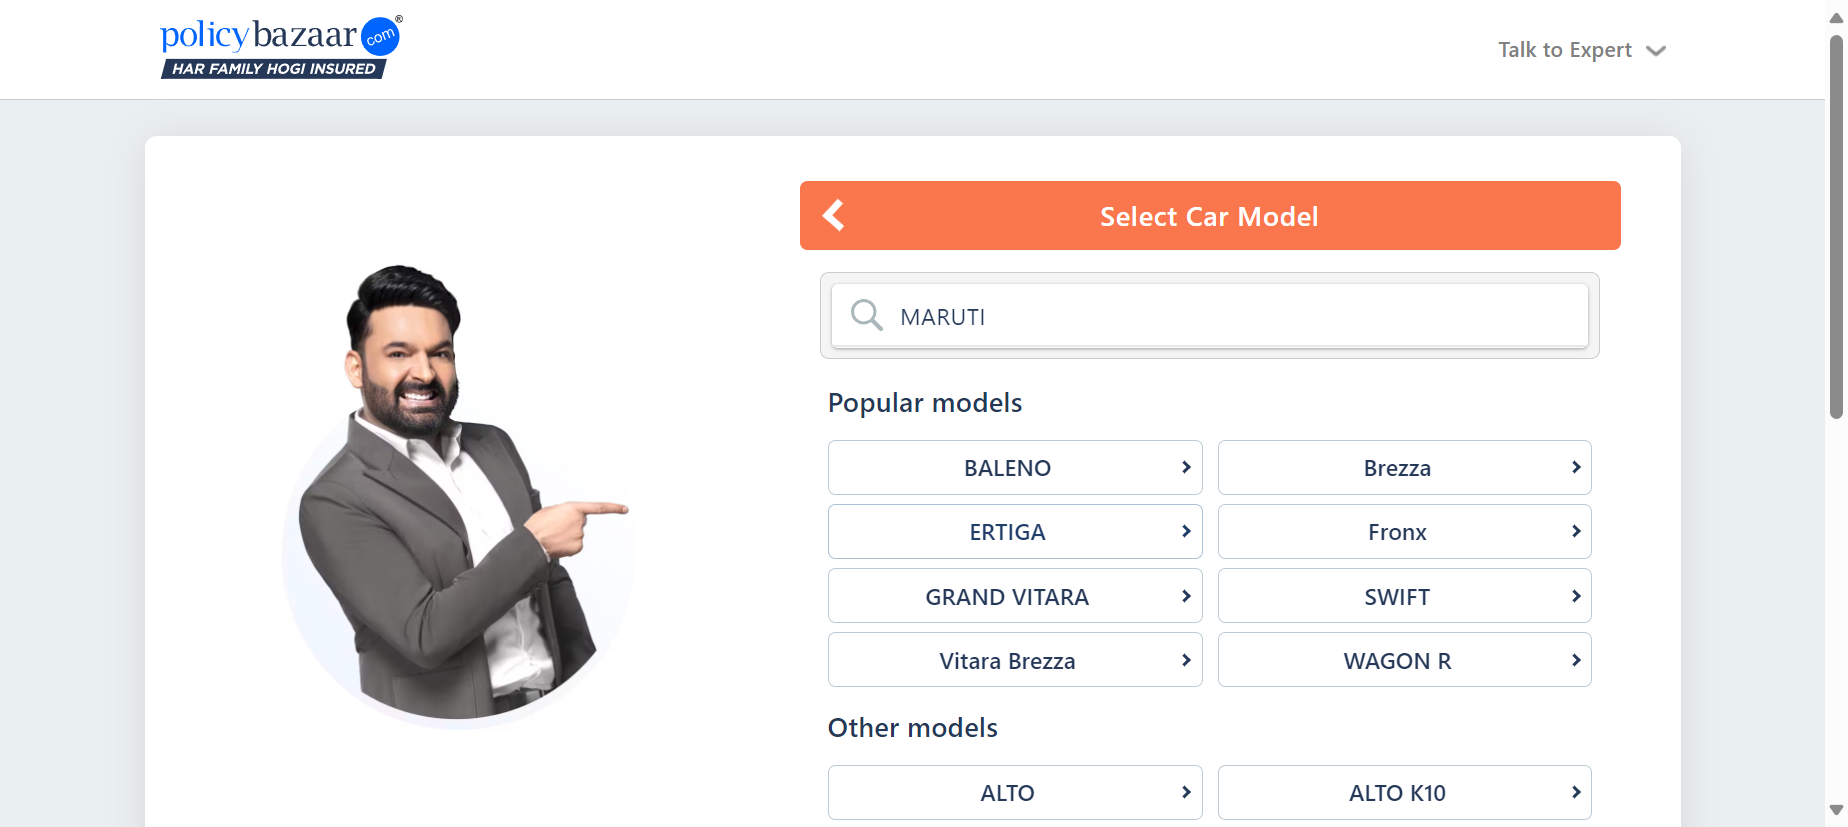 policybazaar com ®
HAR FAMILY HOGI INSURED
Talk to Expert
Select Car Model
MARUTI
Popular models
BALENO
Brezza
ERTIGA
Fronx
GRAND VITARA
SWIFT
Vitara Brezza
WAGON R
Other models
ALTO
ALTO K10